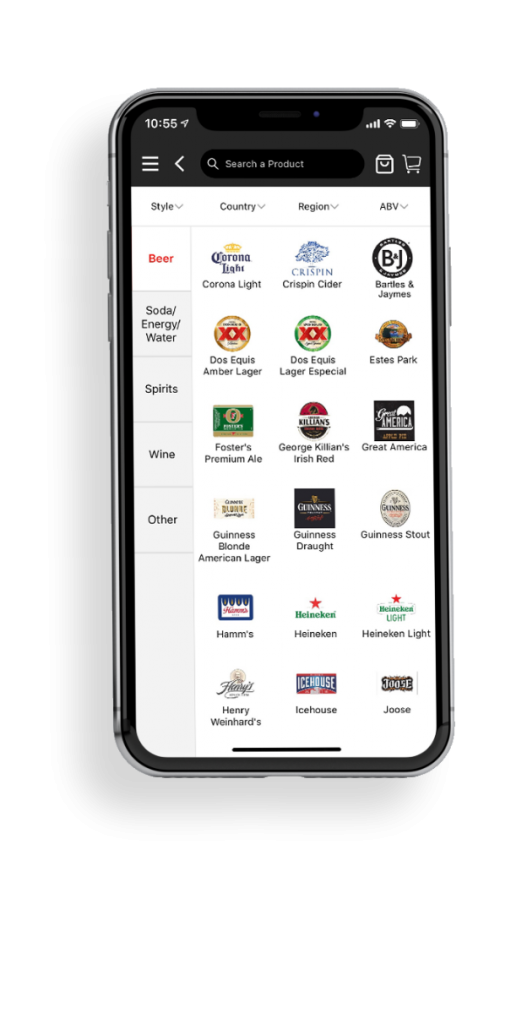 10:55
Search a Product
Style
Country
Region
ABV
Beer
Soda/
Energy/
Water
Spirits
Wine
Other
Corona
Light
Corona Light
CRISPIN
Crispin Cider
BARTLES
B&J
JAYMES
Bartles &
Jaymes
XX
Dos Equis
Amber Lager
XX
Dos Equis
Lager Especial
Estes Park
FOSTER'S
Foster's
Premium Ale
KILLIAN'S
George Killian's
Irish Red
Great
AMERICA
Great America
GUINNESS
BLONDE
Guinness
Blonde
American Lager
GUINNESS
Guinness
Draught
GUINNESS
Guinness Stout
Hamm's
Hamm's
Heineken
Heineken
Heineken
LIGHT
Heineken Light
Henry's
Henry
Weinhard's
ICEHOUSE
Icehouse
JOOSE
Joose